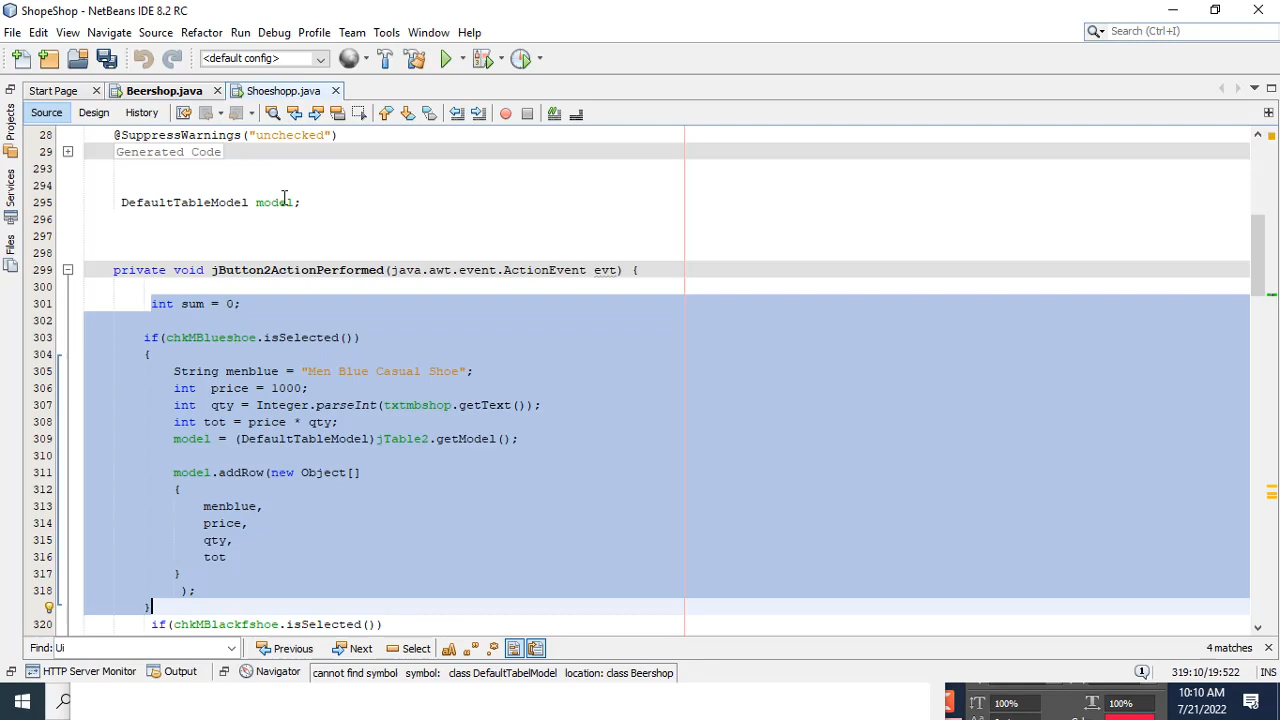 ShopeShop - NetBeans IDE 8.2 RC
File Edit View Navigate Source Refactor Run Debug Profile Team Tools Window Help
<default config>
Search (Ctrl+I)
Start Page Beershop.java Shoeshopp.java
Source Design History
Projects
Services
Files
28 @SuppressWarnings("unchecked")
29 Generated Code
293
294
295 DefaultTableModel model;
296
297
298
299 private void jButton2ActionPerformed(java.awt.event.ActionEvent evt) {
300
301 int sum = 0;
302
303 if(chkMBlueshoe.isSelected())
304 {
305 String menblue = "Men Blue Casual Shoe";
306 int price = 1000;
307 int qty = Integer.parseInt(txtmbshop.getText());
308 int tot = price * qty;
309 model = (DefaultTableModel)jTable2.getModel();
310
311 model.addRow(new Object[]
312 {
313 menblue,
314 price,
315 qty,
316 tot
317 }
318 );
}
320 if(chkMBlackfshoe.isSelected())
Find: Ui Previous Next Select 4 matches
HTTP Server Monitor Output Navigator cannot find symbol symbol: class DefaultTabelModel location: class Beershop 1 319:10/19:522 INS
100% 100%
10:10 AM
7/21/2022